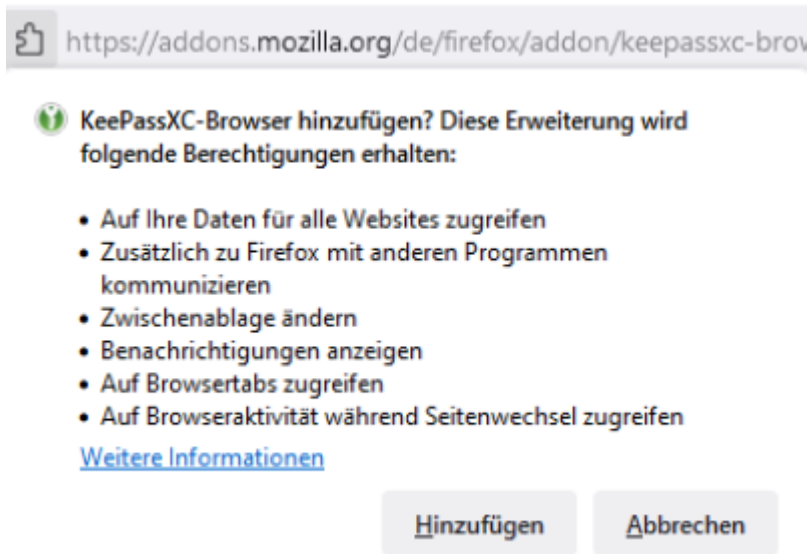 https://addons.mozilla.org/de/firefox/addon/keepassxc-brow
KeePassXC-Browser hinzufügen? Diese Erweiterung wird
folgende Berechtigungen erhalten:
• Auf Ihre Daten für alle Websites zugreifen
• Zusätzlich zu Firefox mit anderen Programmen
kommunizieren
• Zwischenablage ändern
• Benachrichtigungen anzeigen
• Auf Browsertabs zugreifen
• Auf Browseraktivität während Seitenwechsel zugreifen
Weitere Informationen
Hinzufügen Abbrechen